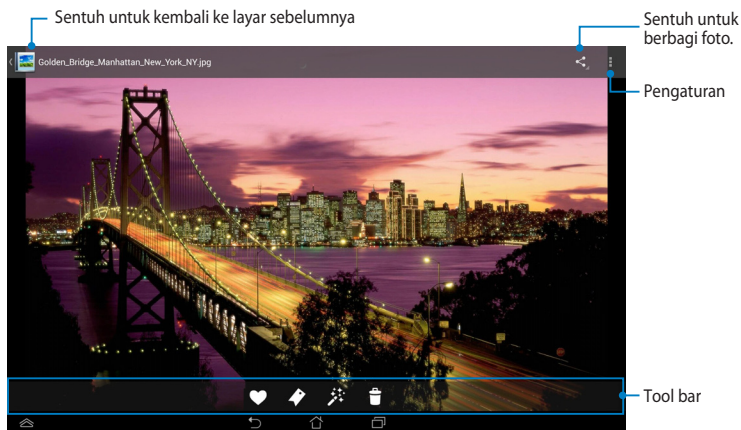 Sentuh untuk kembali ke layar sebelumnya
Sentuh untuk
berbagi foto.
Golden_Bridge_Manhattan_New_York_NY.jpg
Pengaturan
Tool bar